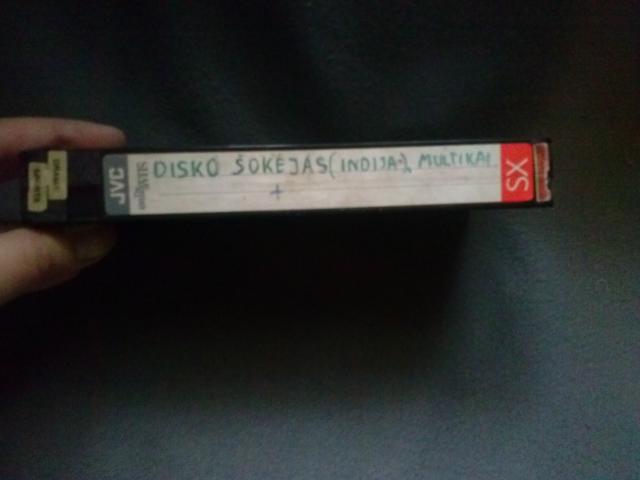 JVC
DISKO ŠOKĖJAS (INDIJA), MULTIKAI
+
SX